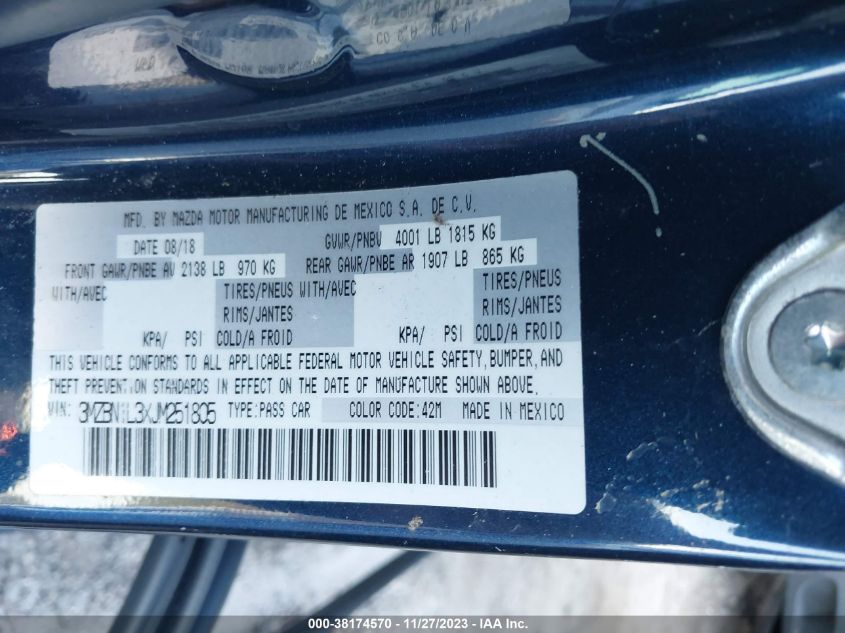 MFD. BY MAZDA MOTOR MANUFACTURING DE MEXICO S.A. DE C.V.
DATE 08/18 GVWR/PNBV 4001 LB 1815 KG
FRONT GAWR/PNBE AV 2138 LB 970 KG REAR GAWR/PNBE AR 1907 LB 865 KG
WITH/AVEC TIRES/PNEUS WITH/AVEC TIRES/PNEUS
RIMS/JANTES RIMS/JANTES
KPA/ PSI COLD/A FROID KPA/ PSI COLD/A FROID
THIS VEHICLE CONFORMS TO ALL APPLICABLE FEDERAL MOTOR VEHICLE SAFETY, BUMPER, AND
THEFT PREVENTION STANDARDS IN EFFECT ON THE DATE OF MANUFACTURE SHOWN ABOVE.
VIN: 3MZBN1L3XJM251805 TYPE:PASS CAR COLOR CODE:42M MADE IN MEXICO
000-38174570 - 11/27/2023 - IAA Inc.